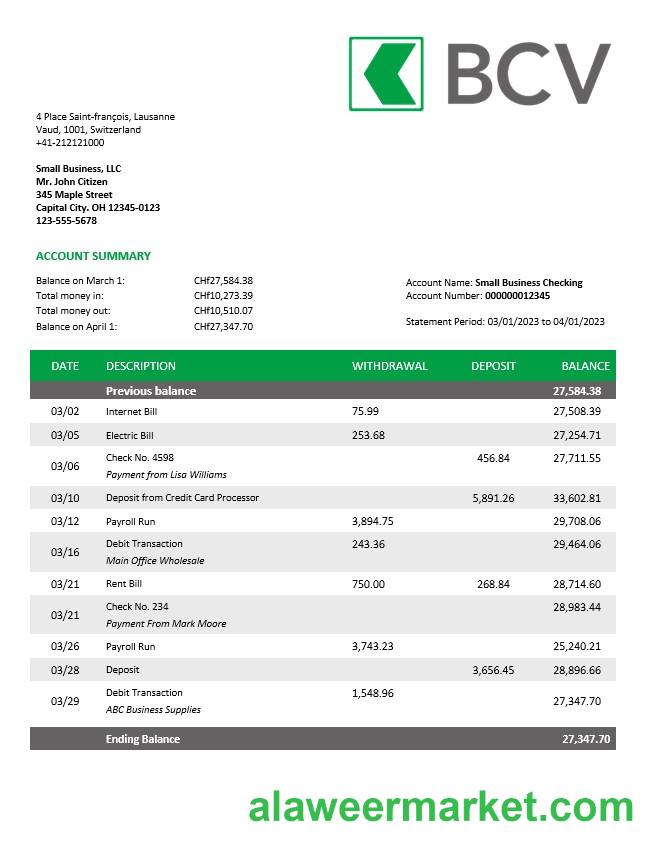 BCV
4 Place Saint-françois, Lausanne
Vaud, 1001, Switzerland
+41-212121000
Small Business, LLC
Mr. John Citizen
345 Maple Street
Capital City. OH 12345-0123
123-555-5678
ACCOUNT SUMMARY
Balance on March 1: CHf27,584.38
Total money in: CHf10,273.39
Total money out: CHf10,510.07
Balance on April 1: CHf27,347.70
Account Name: Small Business Checking
Account Number: 000000012345
Statement Period: 03/01/2023 to 04/01/2023
DATE DESCRIPTION WITHDRAWAL DEPOSIT BALANCE
Previous balance 27,584.38
03/02 Internet Bill 75.99 27,508.39
03/05 Electric Bill 253.68 27,254.71
03/06 Check No. 4598 456.84 27,711.55
Payment from Lisa Williams
03/10 Deposit from Credit Card Processor 5,891.26 33,602.81
03/12 Payroll Run 3,894.75 29,708.06
03/16 Debit Transaction 243.36 29,464.06
Main Office Wholesale
03/21 Rent Bill 750.00 268.84 28,714.60
03/21 Check No. 234 28,983.44
Payment From Mark Moore
03/26 Payroll Run 3,743.23 25,240.21
03/28 Deposit 3,656.45 28,896.66
03/29 Debit Transaction 1,548.96 27,347.70
ABC Business Supplies
Ending Balance 27,347.70
alaweermarket.com